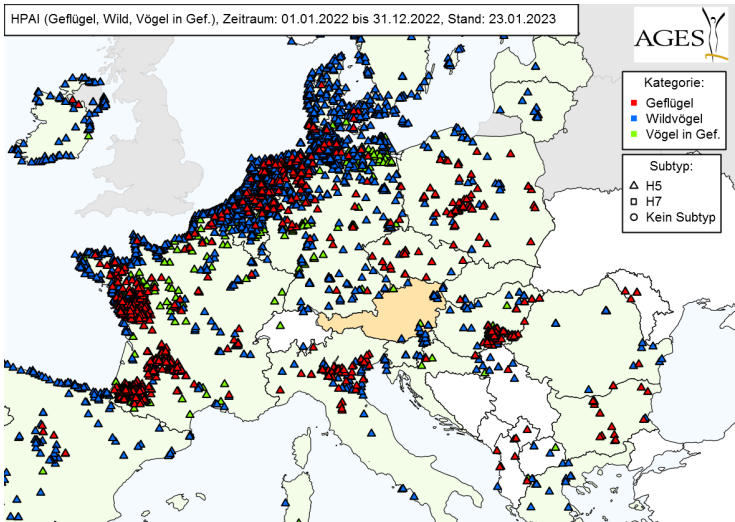 HPAI (Geflügel, Wild, Vögel in Gef.), Zeitraum: 01.01.2022 bis 31.12.2022, Stand: 23.01.2023
AGES
Kategorie:
Geflügel
Wildvögel
Vögel in Gef.
Subtyp:
H5
H7
Kein Subtyp